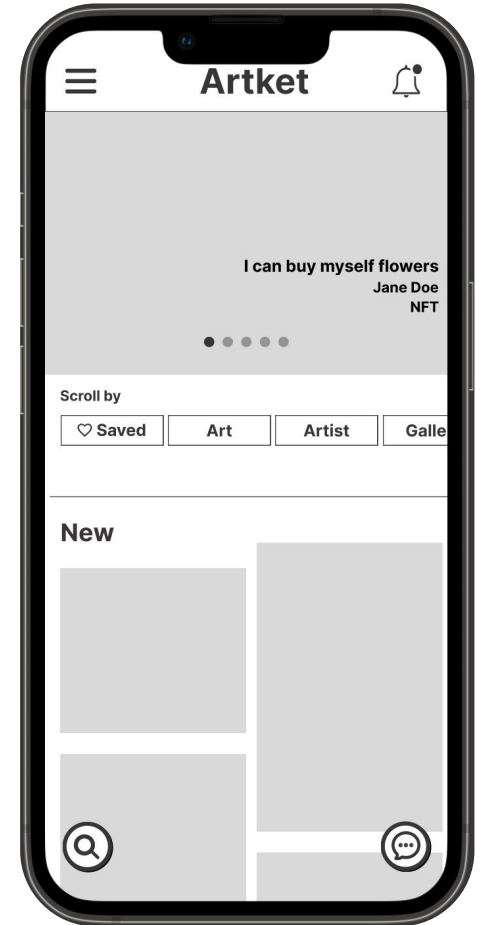 Artket
I can buy myself flowers
Jane Doe
NFT
Scroll by
Saved
Art
Artist
Galle
New